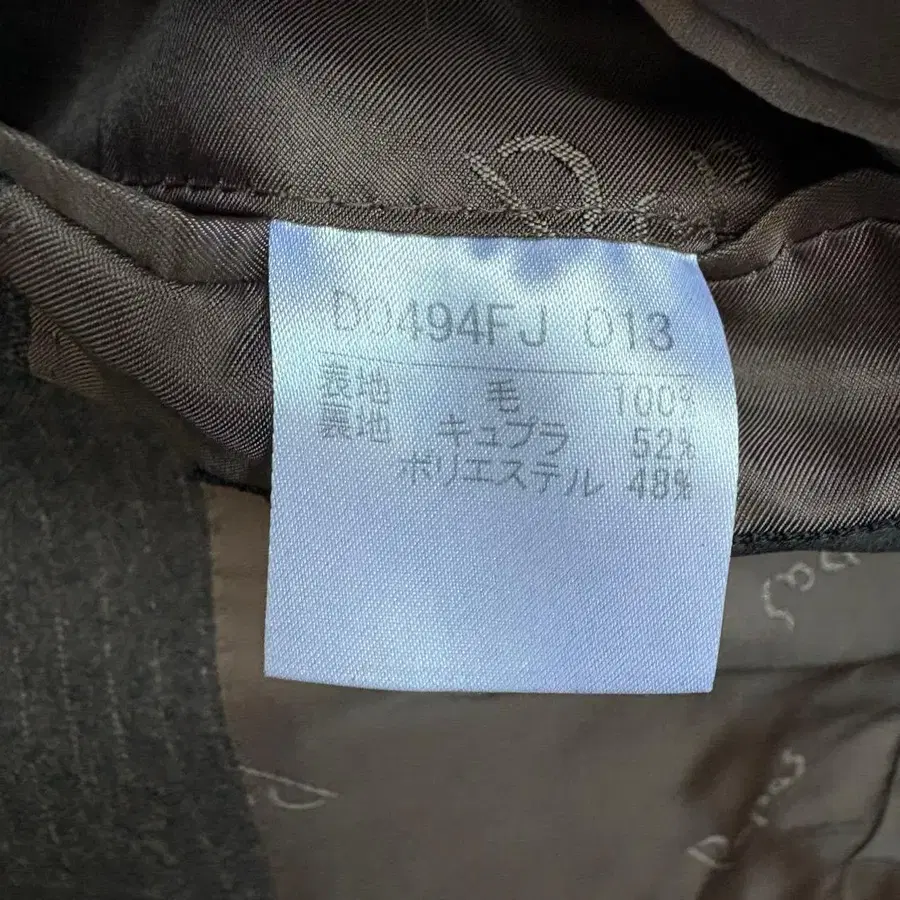 D0494FJ 013
表地 毛 100%
裏地 キュプラ 52%
ポリエステル 48%